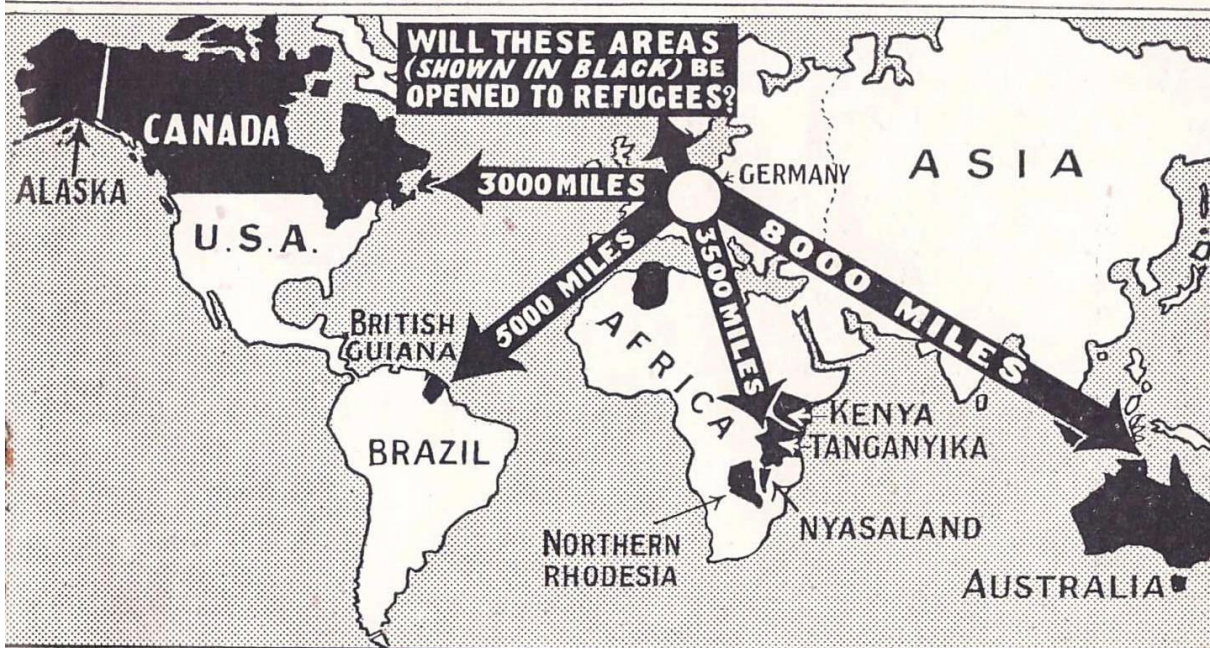 WILL THESE AREAS
(SHOWN IN BLACK) BE
OPENED TO REFUGEES?
CANADA
ALASKA
3000 MILES
GERMANY
ASIA
U.S.A.
8000 MILES
5000 MILES
3500 MILES
BRITISH
GUIANA
AFRICA
KENYA
TANGANYIKA
BRAZIL
NYASALAND
NORTHERN
RHODESIA
AUSTRALIA